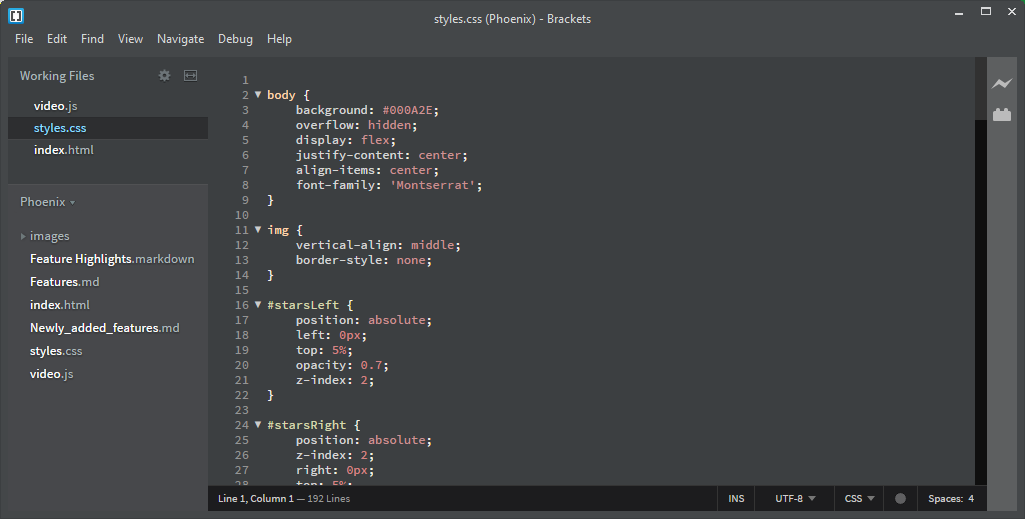 styles.css (Phoenix) - Brackets
File Edit Find View Navigate Debug Help
Working Files
video.js
styles.css
index.html
Phoenix
images
Feature Highlights.markdown
Features.md
index.html
Newly_added_features.md
styles.css
video.js
1
2 body {
3 background: #000A2E;
4 overflow: hidden;
5 display: flex;
6 justify-content: center;
7 align-items: center;
8 font-family: 'Montserrat';
9 }
10
11 img {
12 vertical-align: middle;
13 border-style: none;
14 }
15
16 #starsLeft {
17 position: absolute;
18 left: 0px;
19 top: 5%;
20 opacity: 0.7;
21 z-index: 2;
22 }
23
24 #starsRight {
25 position: absolute;
26 z-index: 2;
27 right: 0px;
28 top: 5%;
Line 1, Column 1 — 192 Lines INS UTF-8 CSS Spaces: 4